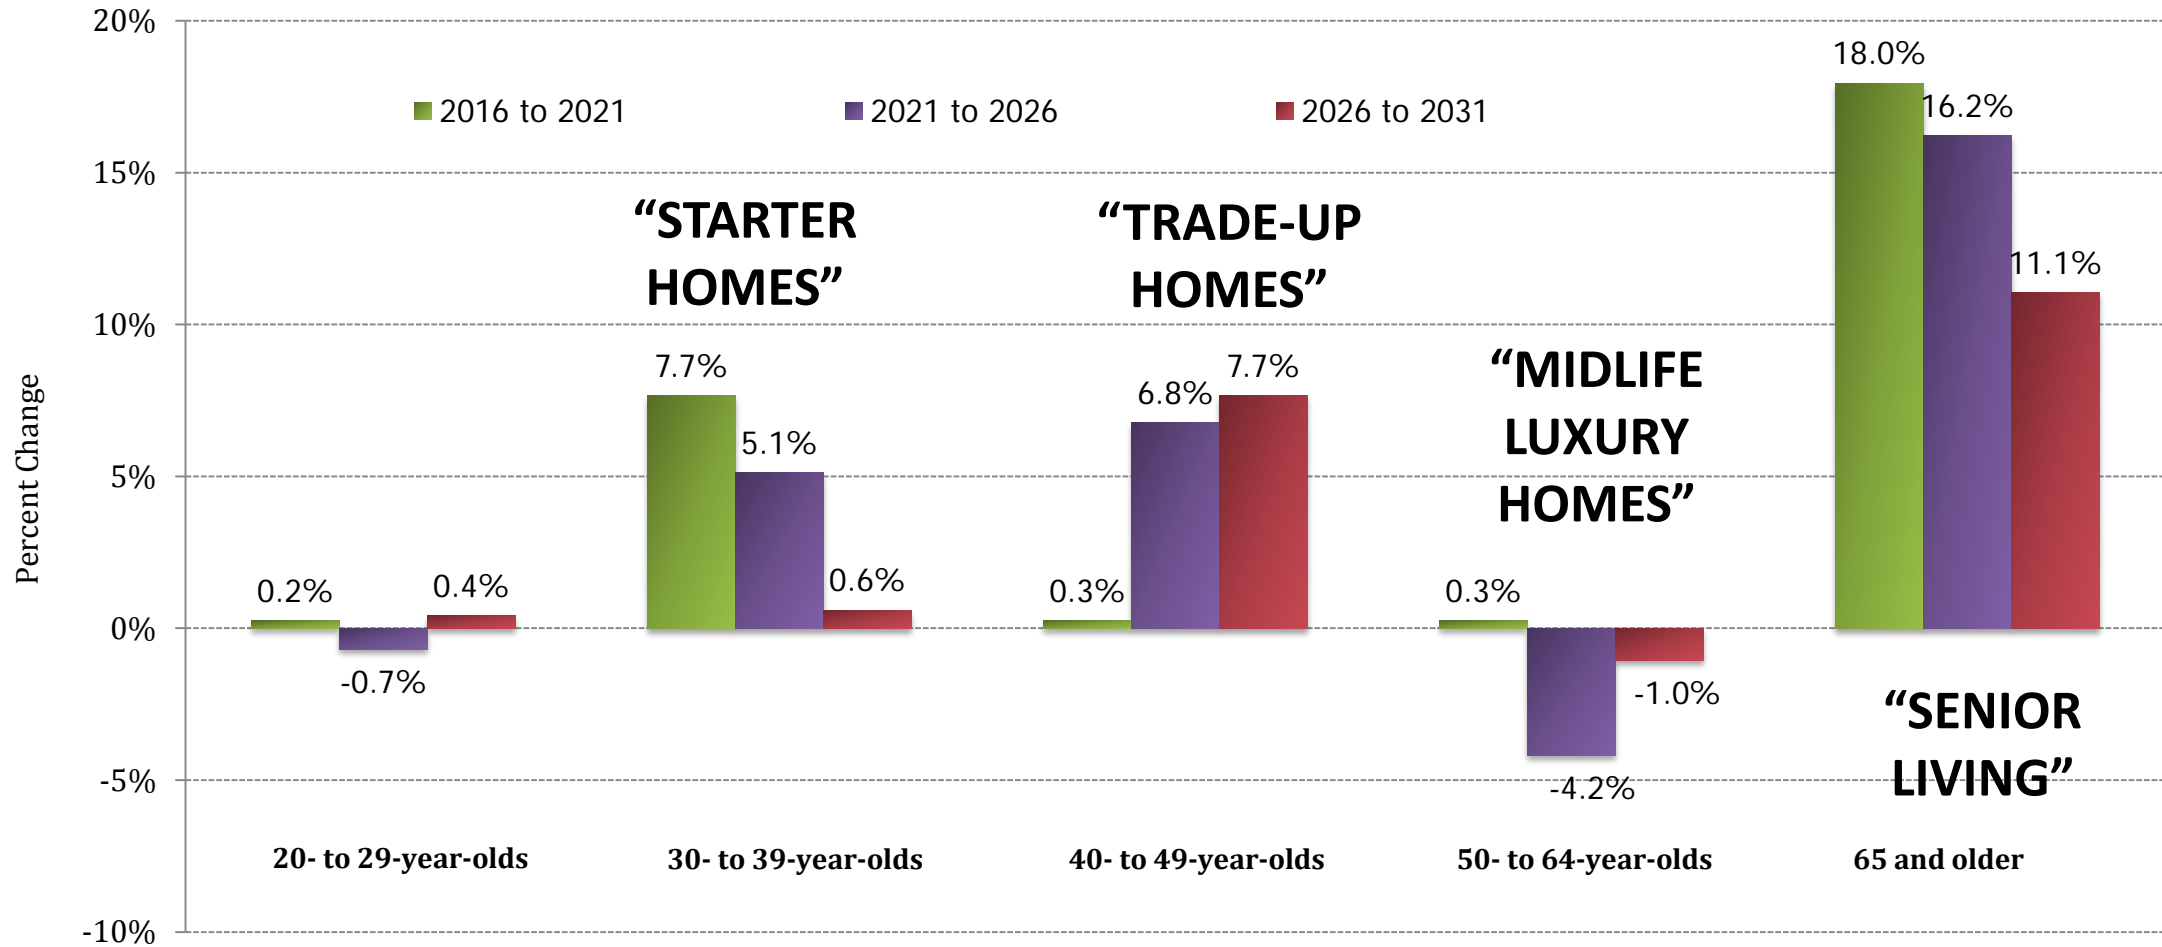 20%
15%
10%
5%
0%
-5%
-10%
Percent Change
2016 to 2021
2021 to 2026
2026 to 2031
0.2%
-0.7%
0.4%
“STARTER
HOMES”
7.7%
5.1%
0.6%
“TRADE-UP
HOMES”
0.3%
6.8%
7.7%
“MIDLIFE
LUXURY
HOMES”
0.3%
-4.2%
-1.0%
18.0%
16.2%
11.1%
“SENIOR
LIVING”
20- to 29-year-olds
30- to 39-year-olds
40- to 49-year-olds
50- to 64-year-olds
65 and older